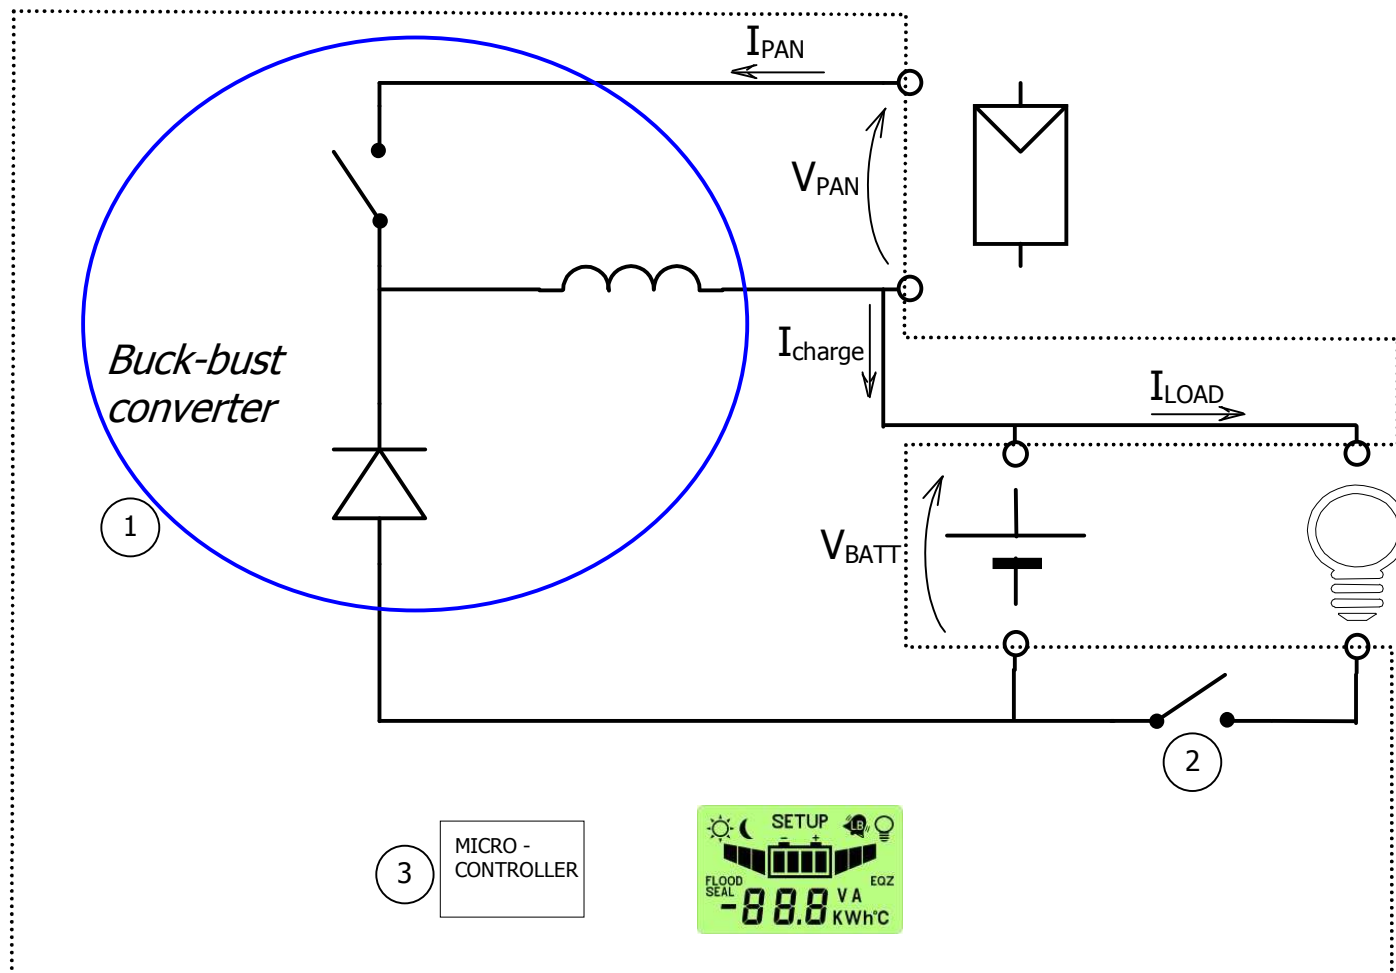 IPAN
VPAN
Icharge
Buck-bust
converter
ILOAD
1
VBATT
2
SETUP
LB
MICRO -
CONTROLLER
3
- +
FLOOD
SEAL
EQZ
-88.8 V A
KWh°C